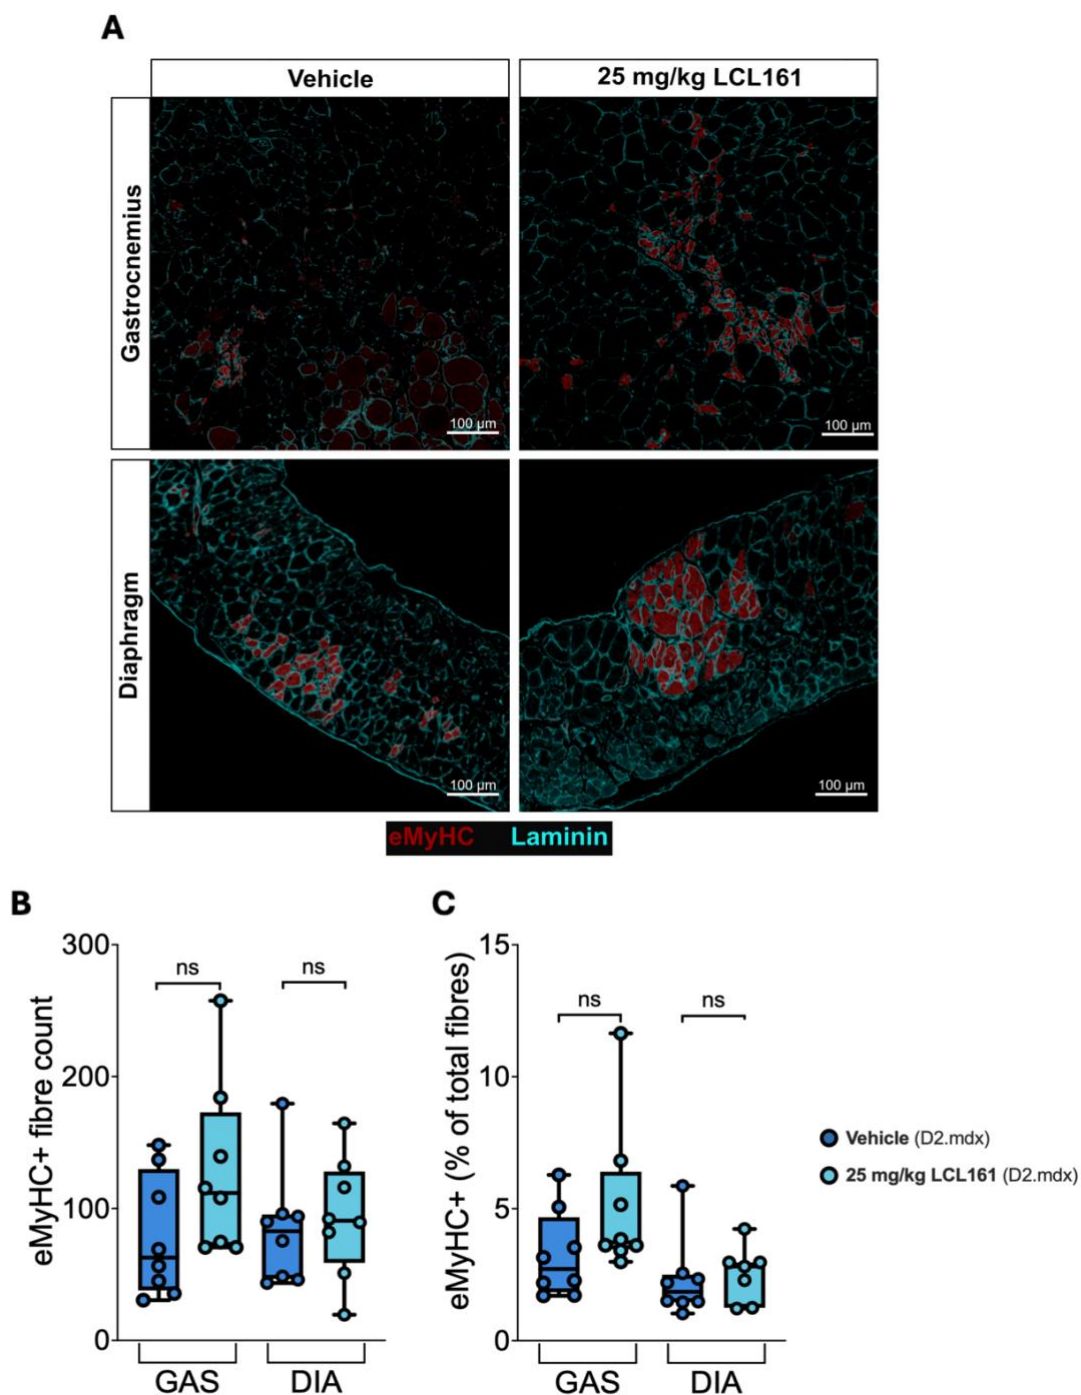 A
Vehicle
25 mg/kg LCL161
Gastrocnemius
100 µm
100 µm
Diaphragm
100 µm
100 µm
eMyHC Laminin
B
eMyHC+ fibre count
300
200
100
0
ns
ns
GAS
DIA
C
eMyHC+ (% of total fibres)
15
10
5
0
ns
ns
GAS
DIA
Vehicle (D2.mdx)
25 mg/kg LCL161 (D2.mdx)